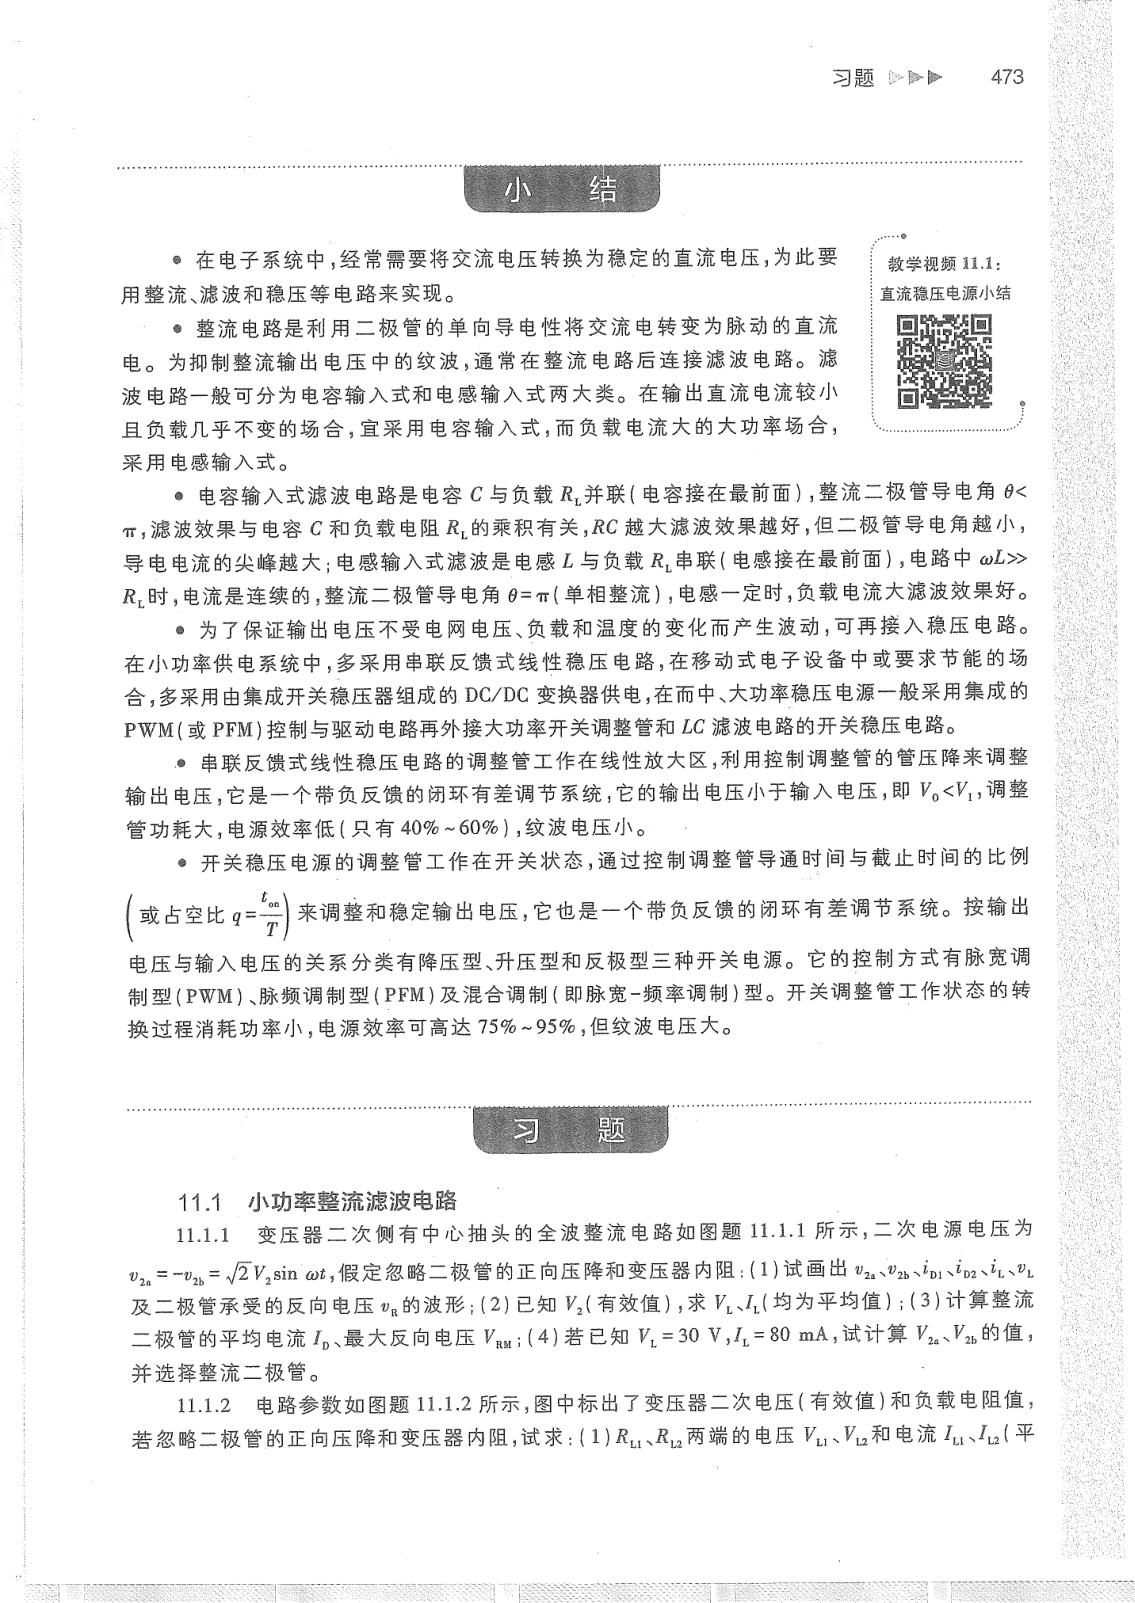 习题 473
小 结
● 在电子系统中,经常需要将交流电压转换为稳定的直流电压,为此要
用整流、滤波和稳压等电路来实现。
● 整流电路是利用二极管的单向导电性将交流电转变为脉动的直流
电。为抑制整流输出电压中的纹波,通常在整流电路后连接滤波电路。滤
波电路一般可分为电容输入式和电感输入式两大类。在输出直流电流较小
且负载几乎不变的场合,宜采用电容输入式,而负载电流大的大功率场合,
采用电感输入式。
教学视频 11.1:
直流稳压电源小结
● 电容输入式滤波电路是电容 C 与负载 R_L并联(电容接在最前面),整流二极管导电角 θ<
π,滤波效果与电容 C 和负载电阻 R_L的乘积有关,RC 越大滤波效果越好,但二极管导电角越小,
导电电流的尖峰越大;电感输入式滤波是电感 L 与负载 R_L串联(电感接在最前面),电路中 ωL>>
R_L时,电流是连续的,整流二极管导电角 θ=π(单相整流),电感一定时,负载电流大滤波效果好。
● 为了保证输出电压不受电网电压、负载和温度的变化而产生波动,可再接入稳压电路。
在小功率供电系统中,多采用串联反馈式线性稳压电路,在移动式电子设备中或要求节能的场
合,多采用由集成开关稳压器组成的 DC/DC 变换器供电,在而中、大功率稳压电源一般采用集成的
PWM(或 PFM)控制与驱动电路再外接大功率开关调整管和 LC 滤波电路的开关稳压电路。
● 串联反馈式线性稳压电路的调整管工作在线性放大区,利用控制调整管的管压降来调整
输出电压,它是一个带负反馈的闭环有差调节系统,它的输出电压小于输入电压,即 V_o<V_I,调整
管功耗大,电源效率低(只有 40%~60%),纹波电压小。
● 开关稳压电源的调整管工作在开关状态,通过控制调整管导通时间与截止时间的比例
(或占空比 q=t_on/T)来调整和稳定输出电压,它也是一个带负反馈的闭环有差调节系统。按输出
电压与输入电压的关系分类有降压型、升压型和反极型三种开关电源。它的控制方式有脉宽调
制型(PWM)、脉频调制型(PFM)及混合调制(即脉宽-频率调制)型。开关调整管工作状态的转
换过程消耗功率小,电源效率可高达 75%~95%,但纹波电压大。
习 题
11.1 小功率整流滤波电路
11.1.1 变压器二次侧有中心抽头的全波整流电路如图题 11.1.1 所示,二次电源电压为
v_2a=-v_2b=√2V_2sin ωt,假定忽略二极管的正向压降和变压器内阻:(1)试画出 v_2a、v_2b、i_D1、i_D2、i_L、v_L
及二极管承受的反向电压 v_R的波形;(2)已知 V_2(有效值),求 V_L、I_L(均为平均值);(3)计算整流
二极管的平均电流 I_D、最大反向电压 V_RM;(4)若已知 V_L=30 V,I_L=80 mA,试计算 V_2a、V_2b的值,
并选择整流二极管。
11.1.2 电路参数如图题 11.1.2 所示,图中标出了变压器二次电压(有效值)和负载电阻值,
若忽略二极管的正向压降和变压器内阻,试求:(1)R_L1、R_L2两端的电压 V_L1、V_L2和电流 I_L1、I_L2(平